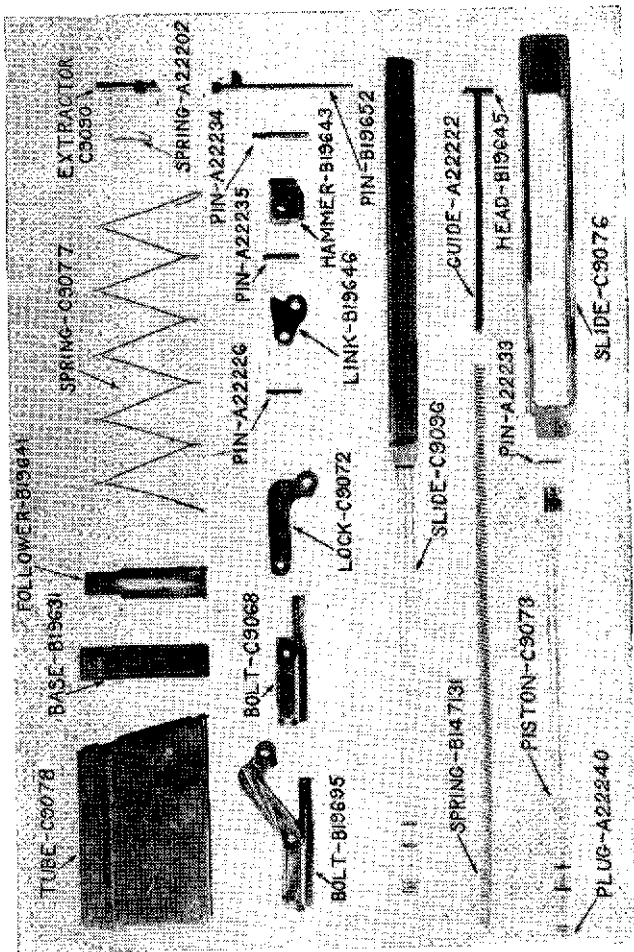 TUBE-C9078
BASE-B19631
FOLLOWER-B19641
SPRING-C9077
EXTRACTOR
C9090
SPRING-A22202
BOLT-B19695
BOLT-C9068
LOCK-C9072
PIN-A22226
LINK-B19646
PIN-A22235
HAMMER-B19643
PIN-A22234
PIN-B19652
SLIDE-C9096
SPRING-B147131
GUIDE-A22222
HEAD-B19645
PLUG-A22240
PISTON-C9073
PIN-A22233
SLIDE-C9076